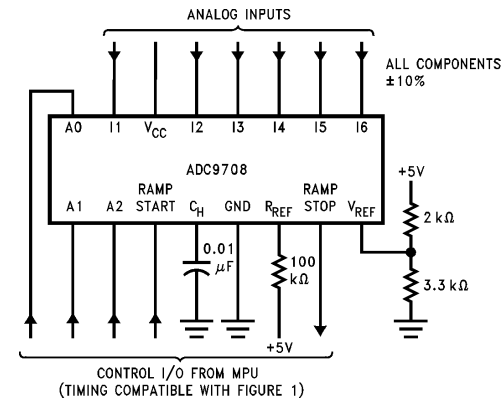 ANALOG INPUTS
ALL COMPONENTS
±10%
A0 I1 VCC I2 I3 I4 I5 I6
ADC9708
+5V
RAMP RAMP
A1 A2 START CH GND RREF STOP VREF
2 kΩ
0.01
μF
100
kΩ
3.3 kΩ
+5V
CONTROL I/O FROM MPU
(TIMING COMPATIBLE WITH FIGURE 1)